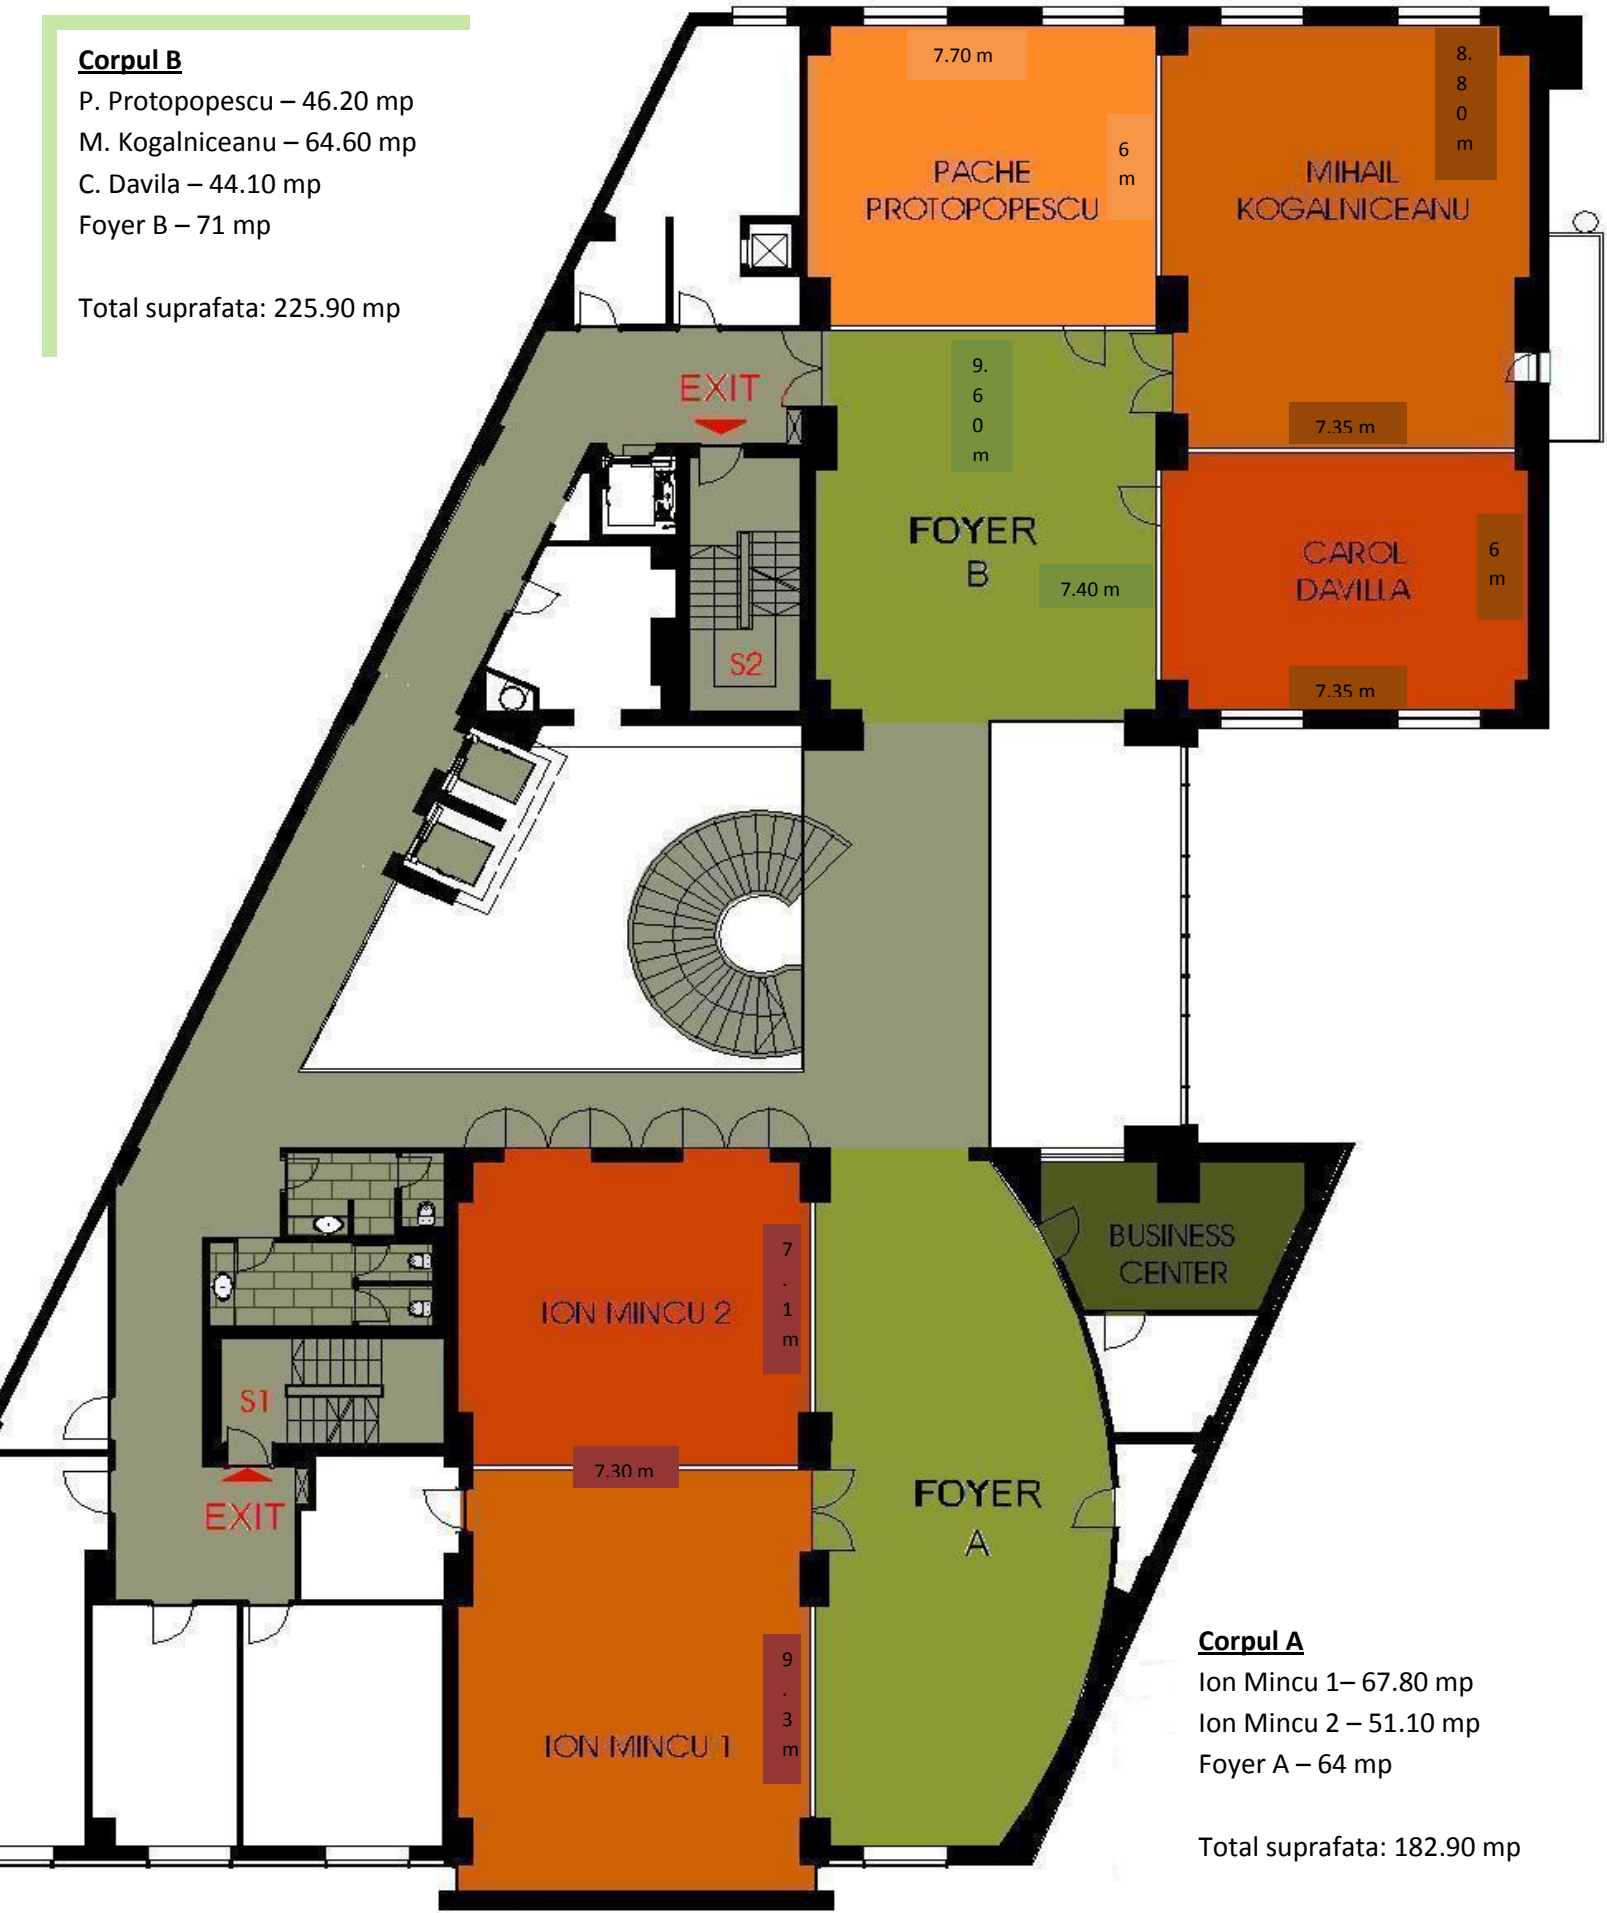 Corpul B
P. Protopopescu – 46.20 mp
M. Kogalniceanu – 64.60 mp
C. Davila – 44.10 mp
Foyer B – 71 mp
Total suprafata: 225.90 mp
7.70 m
8.
8
0
m
6
m
PACHE
PROTOPOPESCU
MIHAIL
KOGALNICEANU
EXIT
9.
6
0
m
7.35 m
FOYER
B
7.40 m
CAROL
DAVILLA
6
m
S2
7.35 m
BUSINESS
CENTER
ION MINCU 2
7
.
1
m
S1
7.30 m
EXIT
FOYER
A
ION MINCU 1
9
.
3
m
Corpul A
Ion Mincu 1– 67.80 mp
Ion Mincu 2 – 51.10 mp
Foyer A – 64 mp
Total suprafata: 182.90 mp